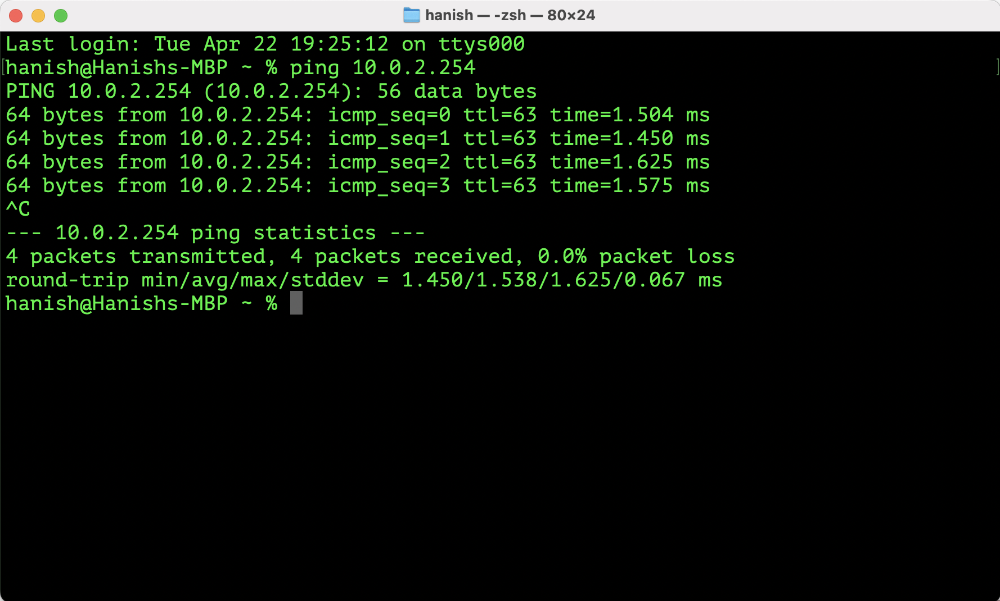 hanish — -zsh — 80×24
Last login: Tue Apr 22 19:25:12 on ttys000
[hanish@Hanishs-MBP ~ % ping 10.0.2.254 ]
PING 10.0.2.254 (10.0.2.254): 56 data bytes
64 bytes from 10.0.2.254: icmp_seq=0 ttl=63 time=1.504 ms
64 bytes from 10.0.2.254: icmp_seq=1 ttl=63 time=1.450 ms
64 bytes from 10.0.2.254: icmp_seq=2 ttl=63 time=1.625 ms
64 bytes from 10.0.2.254: icmp_seq=3 ttl=63 time=1.575 ms
^C
--- 10.0.2.254 ping statistics ---
4 packets transmitted, 4 packets received, 0.0% packet loss
round-trip min/avg/max/stddev = 1.450/1.538/1.625/0.067 ms
hanish@Hanishs-MBP ~ %